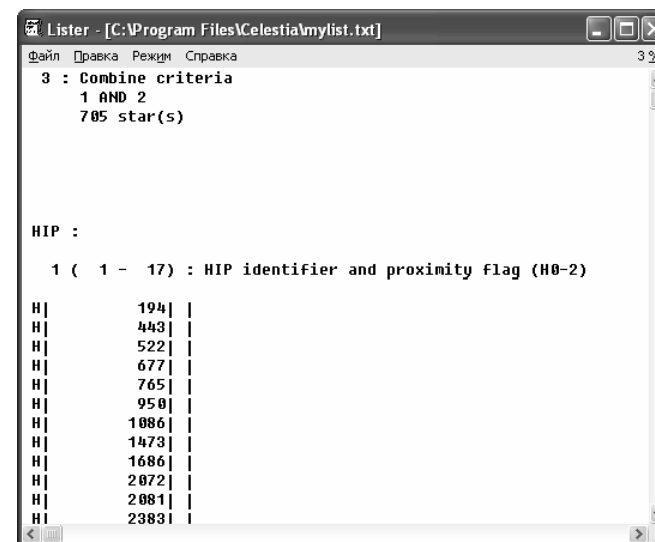 Lister - [C:\Program Files\Celestia\mylist.txt]
Файл Правка Режим Справка 3 %
3 : Combine criteria
1 AND 2
705 star(s)
HIP :
1 ( 1 - 17) : HIP identifier and proximity flag (H0-2)
H| 194| |
H| 443| |
H| 522| |
H| 677| |
H| 765| |
H| 950| |
H| 1086| |
H| 1473| |
H| 1686| |
H| 2072| |
H| 2081| |
H| 2383| |